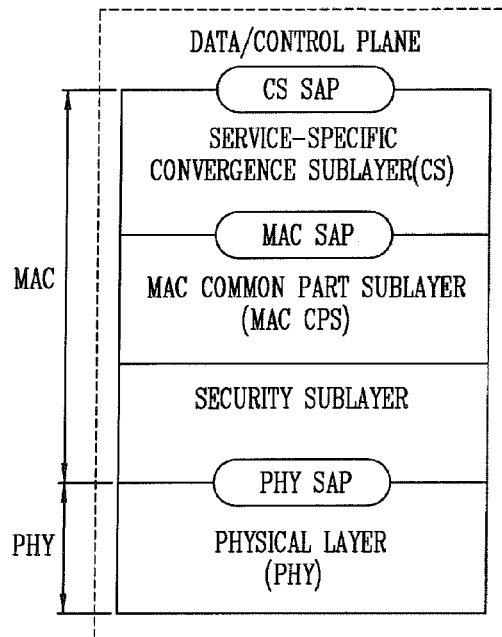 DATA/CONTROL PLANE
CS SAP
SERVICE-SPECIFIC
CONVERGENCE SUBLAYER(CS)
MAC SAP
MAC
MAC COMMON PART SUBLAYER
(MAC CPS)
SECURITY SUBLAYER
PHY SAP
PHY
PHYSICAL LAYER
(PHY)